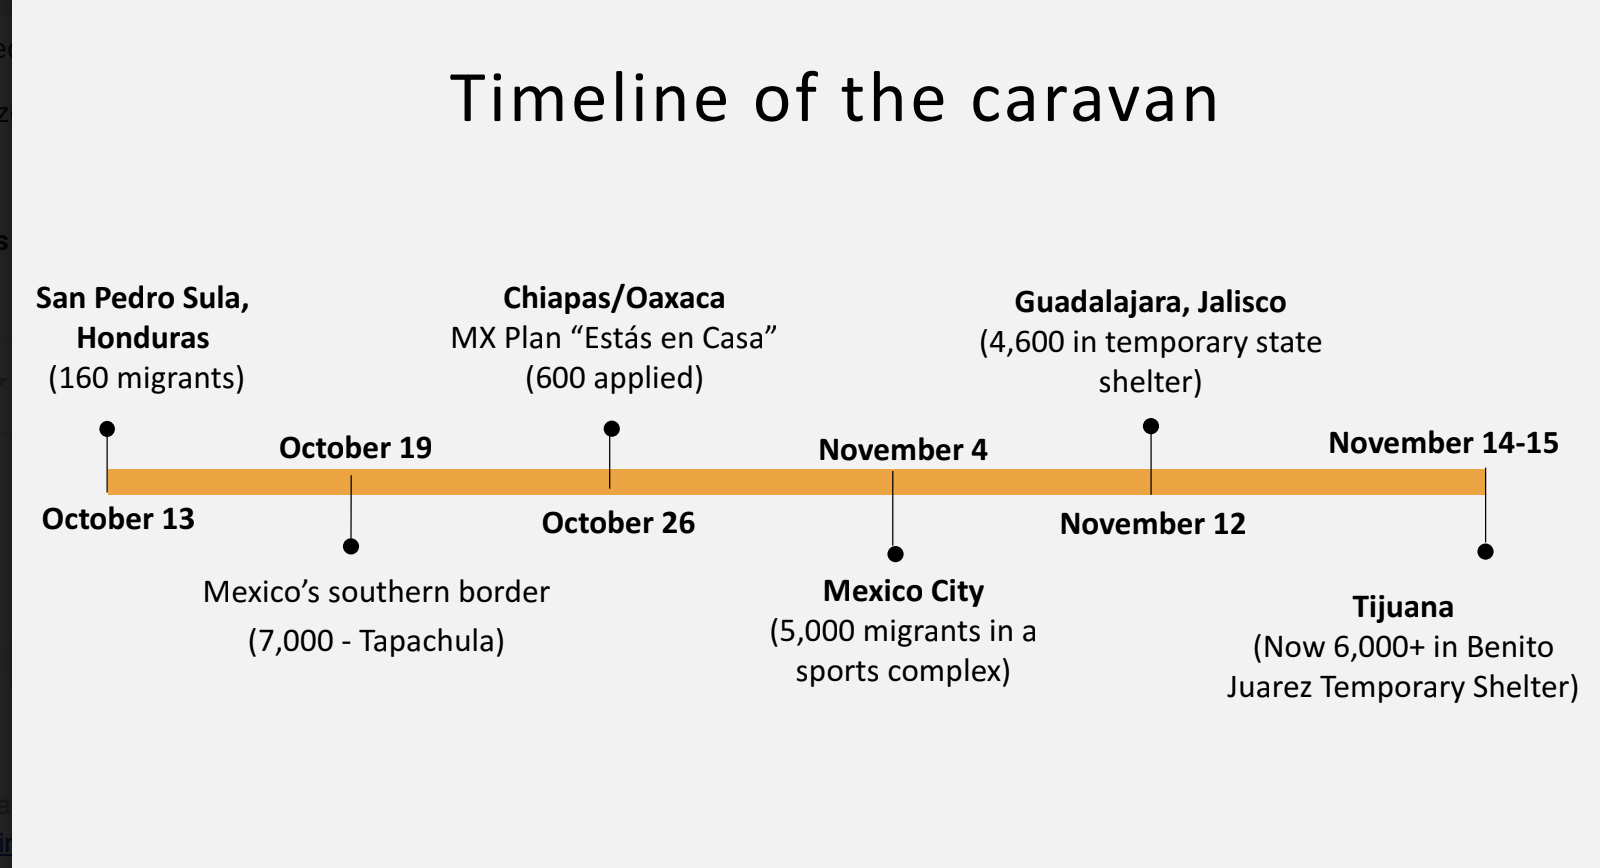 Timeline of the caravan
San Pedro Sula,
Honduras
(160 migrants)
October 13
October 19
Mexico’s southern border
(7,000 - Tapachula)
Chiapas/Oaxaca
MX Plan “Estás en Casa”
(600 applied)
October 26
November 4
Mexico City
(5,000 migrants in a
sports complex)
Guadalajara, Jalisco
(4,600 in temporary state
shelter)
November 12
November 14-15
Tijuana
(Now 6,000+ in Benito
Juarez Temporary Shelter)